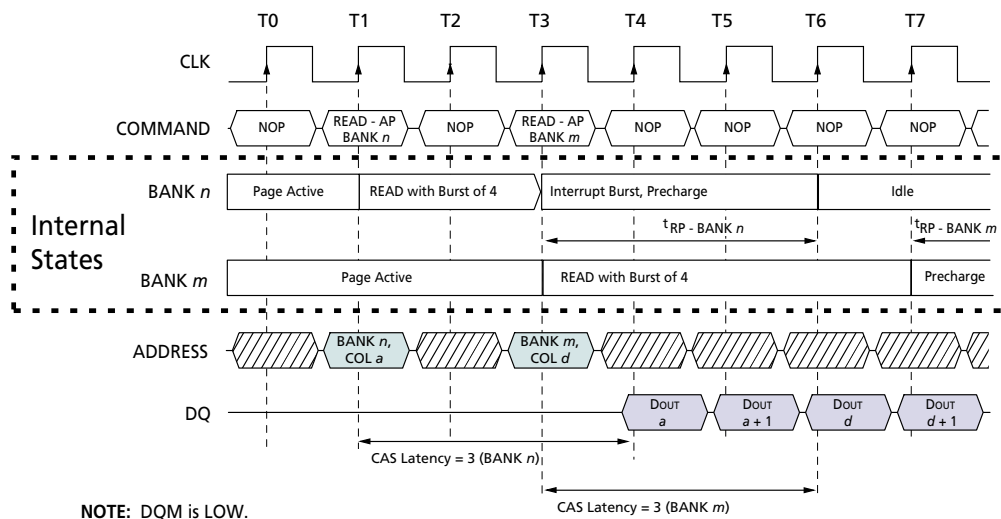 T0 T1 T2 T3 T4 T5 T6 T7
CLK
COMMAND NOP READ - AP NOP READ - AP NOP NOP NOP NOP
BANK n BANK m
BANK n Page Active READ with Burst of 4 Interrupt Burst, Precharge Idle
Internal
States
tRP - BANK n tRP - BANK m
BANK m Page Active READ with Burst of 4 Precharge
ADDRESS BANK n, BANK m,
COL a COL d
DQ DOUT DOUT DOUT DOUT
a a + 1 d d + 1
CAS Latency = 3 (BANK n)
CAS Latency = 3 (BANK m)
NOTE: DQM is LOW.